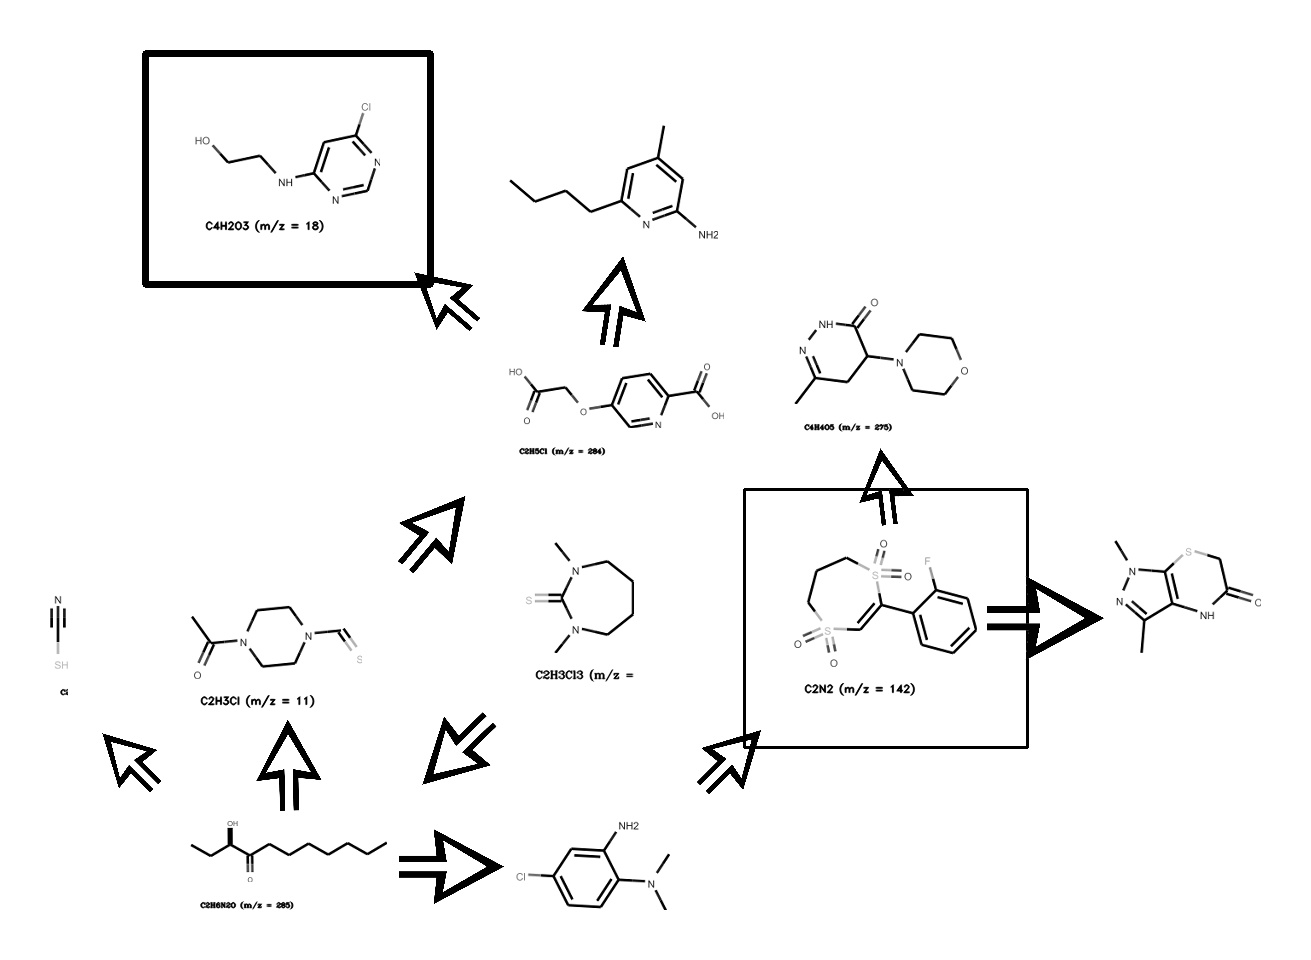 Cl
HO
N
NH
N
C4H2O3 (m/z = 18)
N
NH2
O
NH
N
N
O
C4H4O5 (m/z = 275)
HO
O
O
N
O
OH
C2H5Cl (m/z = 284)
N
SH
N
N
O
S
C2H3Cl (m/z = 11)
N
S
N
C2H3Cl3 (m/z =
O
S
O
F
S
O
O
C2N2 (m/z = 142)
S
N
N
NH
OH
O
C2H6N2O (m/z = 285)
NH2
Cl
N